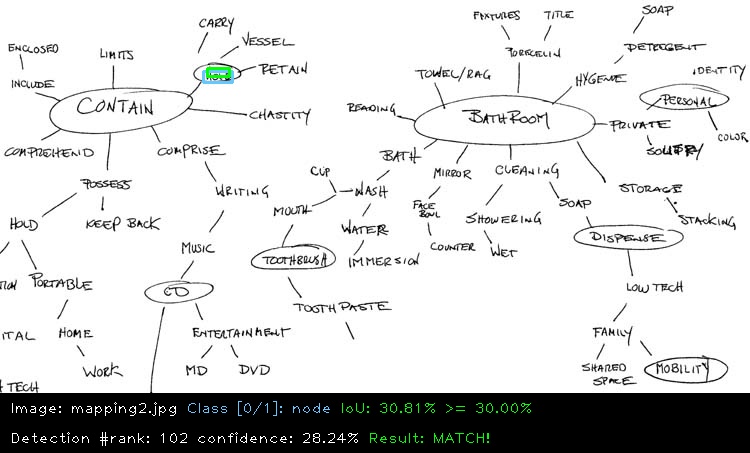 FIXTURES TITLE SOAP
CARRY
ENCLOSED LIMITS VESSEL PORCELIN DETERGENT
RETAIN TOWEL/RAG HYGENE IDENTITY
INCLUDE
CONTAIN CHASTITY READING BATHROOM PRIVATE PERSONAL
COLOR
COMPREHEND COMPRISE BATH MIRROR CLEANING
POSSESS WRITING CUP WASH STORAGE
HOLD KEEP BACK MOUTH FACE BOWL SHOWERING SOAP STACKING
WATER
MUSIC TOOTHBRUSH IMMERSION COUNTER WET DISPENSE
PORTABLE CD LOW TECH
TOOTH PASTE
ITAL HOME ENTERTAINMENT FAMILY
WORK MD DVD SHARED SPACE MOBILITY
TECH
Image: mapping2.jpg Class [0/1]: node IoU: 30.81% >= 30.00%
Detection #rank: 102 confidence: 28.24% Result: MATCH!